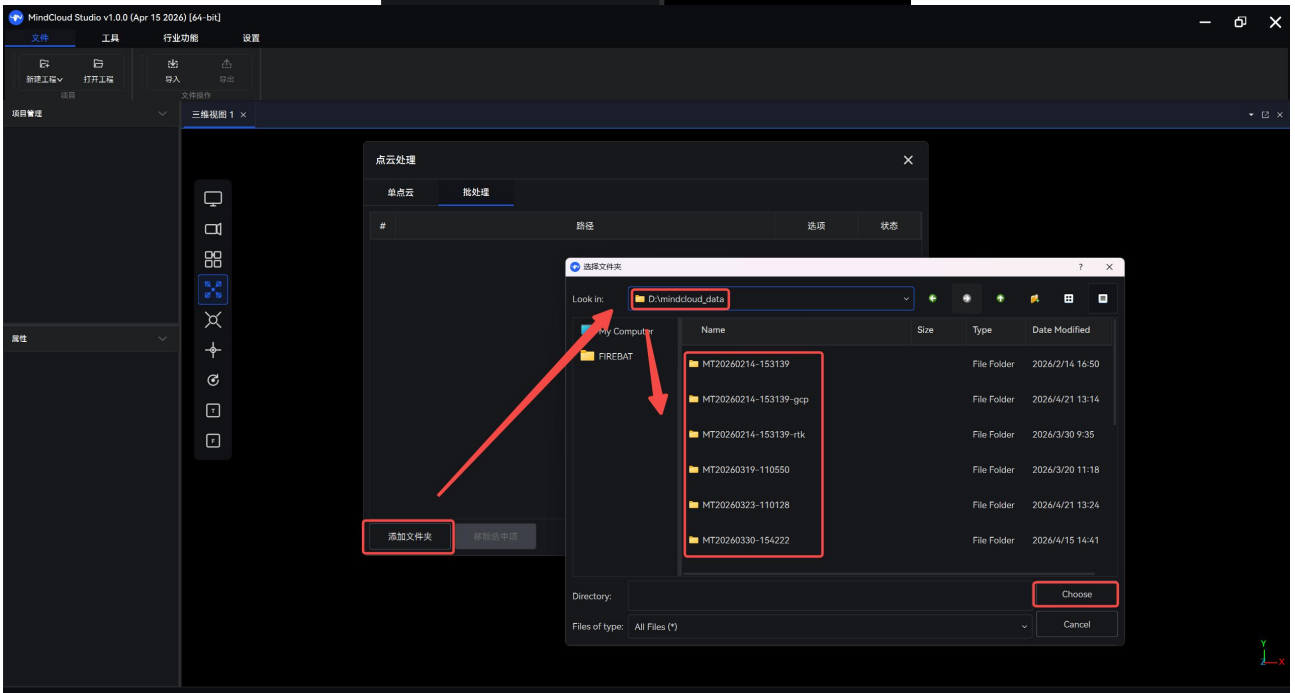 MindCloud Studio v1.0.0 (Apr 15 2026) [64-bit]
文件 工具 行业功能 设置
新建工程 打开工程 导入 导出
项目 文件操作
项目管理
三维视图 1 ×
属性
点云处理
单点云 批处理
# 路径 选项 状态
添加文件夹 移除选中项
选择文件夹
Look in: D:\mindcloud_data
My Computer
FIREBAT
Name Size Type Date Modified
MT20260214-153139 File Folder 2026/2/14 16:50
MT20260214-153139-gcp File Folder 2026/4/21 13:14
MT20260214-153139-rtk File Folder 2026/3/30 9:35
MT20260319-110550 File Folder 2026/3/20 11:18
MT20260323-110128 File Folder 2026/4/21 13:24
MT20260330-154222 File Folder 2026/4/15 14:41
Directory: Choose
Files of type: All Files (*) Cancel
T
F
Y
Z X